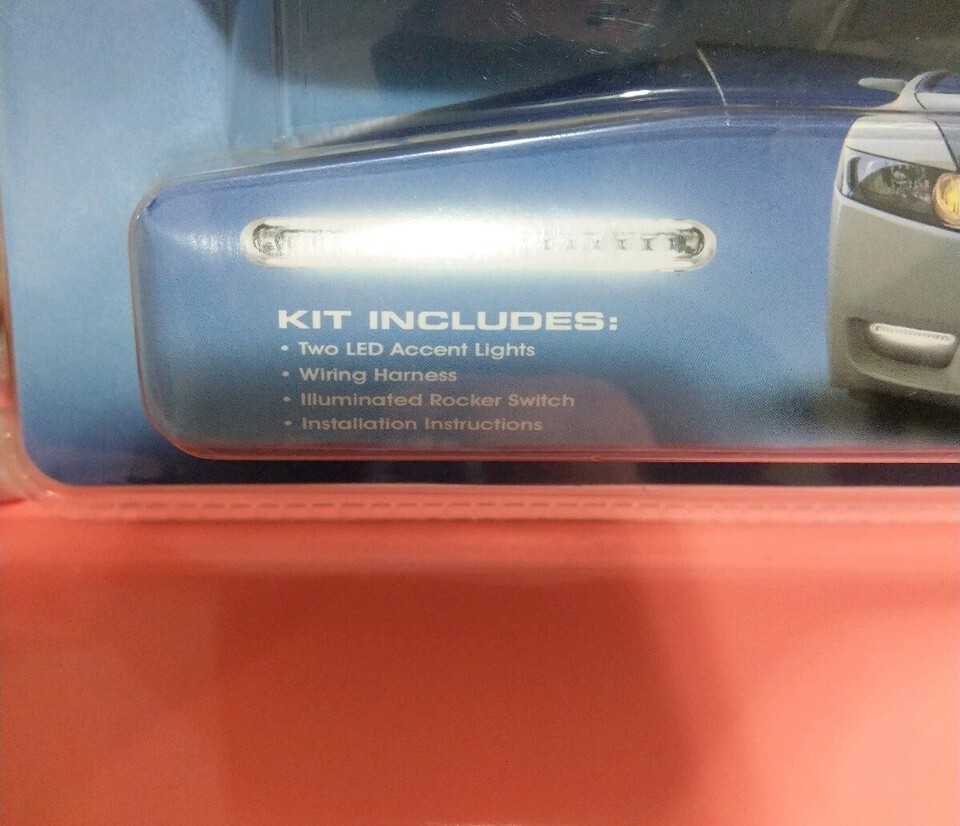 KIT INCLUDES:
• Two LED Accent Lights
• Wiring Harness
• Illuminated Rocker Switch
• Installation Instructions